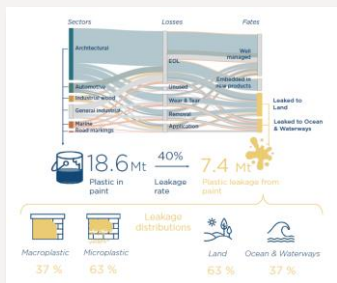 Sectors
Losses
Fates
Architectural
Automotive
Industrial wood
General industrial
Marine
Road markings
EOL
Unused
Wear & Tear
Removal
Application
Well
managed
Embedded in
new products
Leaked to
Land
Leaked to Ocean
& Waterways
18.6 Mt
Plastic in
paint
40%
Leakage
rate
7.4 Mt
Plastic leakage from
paint
Leakage
distributions
Macroplastic
37 %
Microplastic
63 %
Land
63 %
Ocean & Waterways
37 %